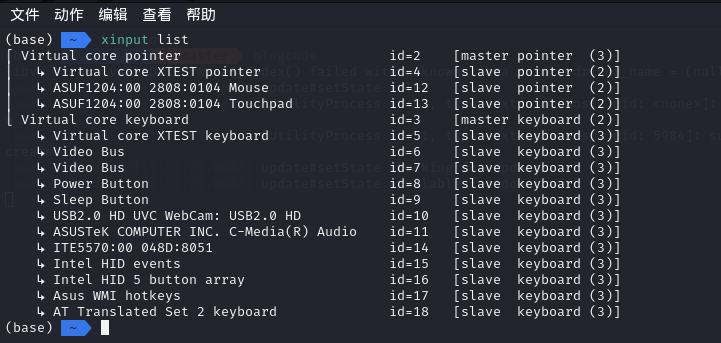 文件 动作 编辑 查看 帮助
(base) ~ xinput list
⎡ Virtual core pointer id=2 [master pointer (3)]
⎜ ↳ Virtual core XTEST pointer id=4 [slave pointer (2)]
⎜ ↳ ASUF1204:00 2808:0104 Mouse id=12 [slave pointer (2)]
⎜ ↳ ASUF1204:00 2808:0104 Touchpad id=13 [slave pointer (2)]
⎣ Virtual core keyboard id=3 [master keyboard (2)]
↳ Virtual core XTEST keyboard id=5 [slave keyboard (3)]
↳ Video Bus id=6 [slave keyboard (3)]
↳ Video Bus id=7 [slave keyboard (3)]
↳ Power Button id=8 [slave keyboard (3)]
↳ Sleep Button id=9 [slave keyboard (3)]
↳ USB2.0 HD UVC WebCam: USB2.0 HD id=10 [slave keyboard (3)]
↳ ASUSTeK COMPUTER INC. C-Media(R) Audio id=11 [slave keyboard (3)]
↳ ITE5570:00 048D:8051 id=14 [slave keyboard (3)]
↳ Intel HID events id=15 [slave keyboard (3)]
↳ Intel HID 5 button array id=16 [slave keyboard (3)]
↳ Asus WMI hotkeys id=17 [slave keyboard (3)]
↳ AT Translated Set 2 keyboard id=18 [slave keyboard (3)]
(base) ~